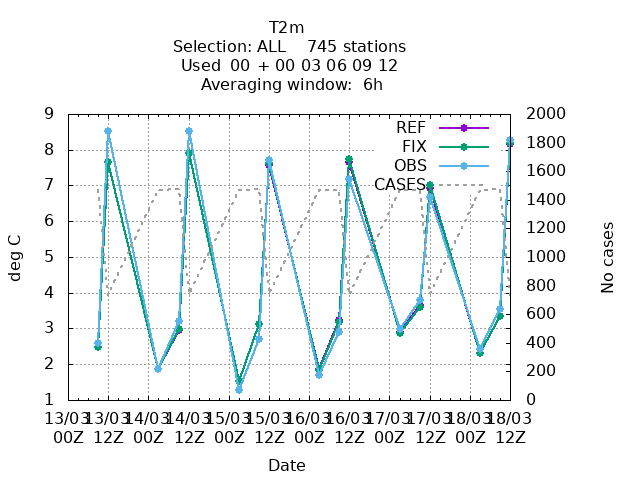 T2m
Selection: ALL    745 stations
Used  00 + 00 03 06 09 12
Averaging window:  6h
REF
FIX
OBS
CASES
deg C
9
8
7
6
5
4
3
2
1
2000
1800
1600
1400
1200
1000
800
600
400
200
0
No cases
13/03 13/03 14/03 14/03 15/03 15/03 16/03 16/03 17/03 17/03 18/03 18/03
00Z 12Z 00Z 12Z 00Z 12Z 00Z 12Z 00Z 12Z 00Z 12Z
Date